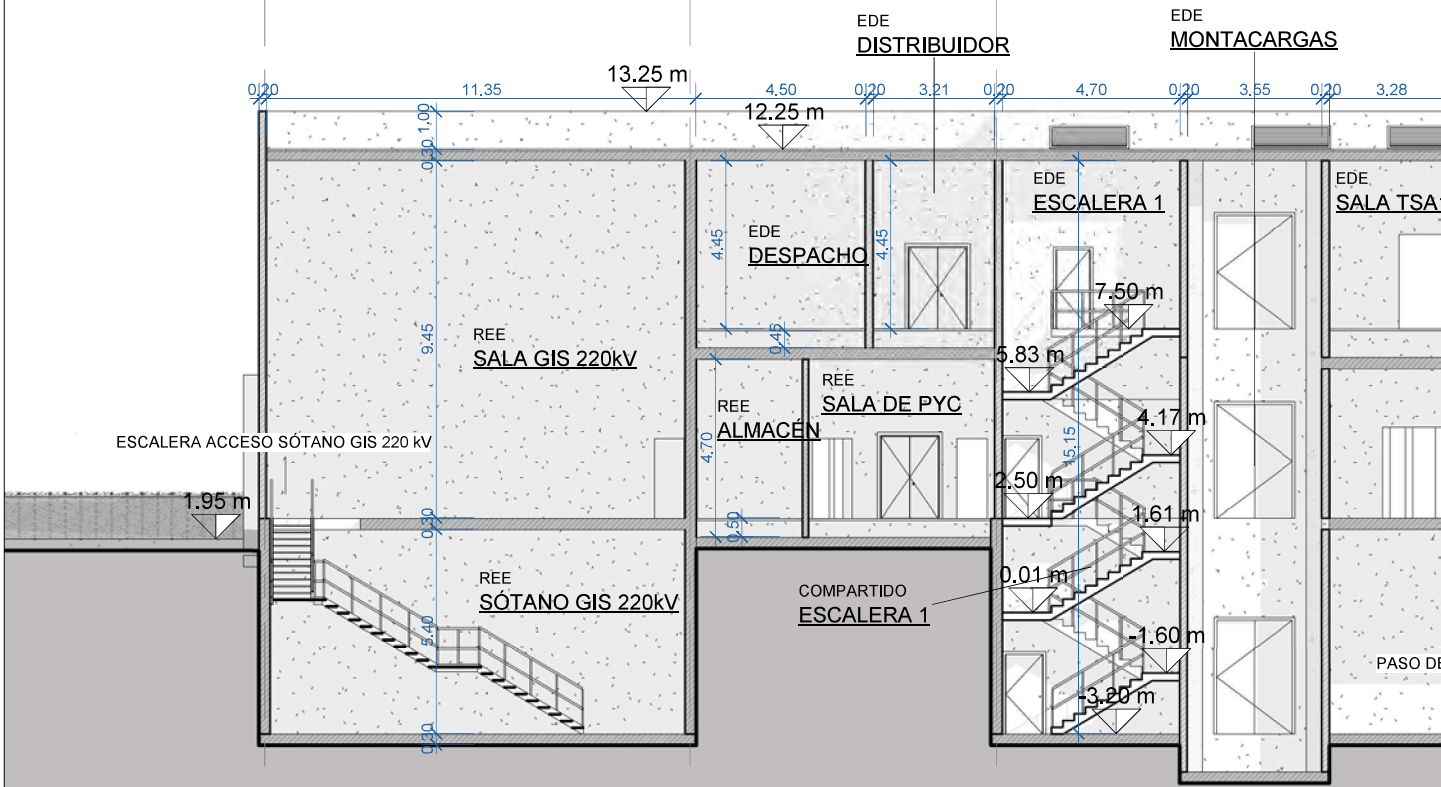 EDE
DISTRIBUIDOR
EDE
MONTACARGAS
13.25 m
0.20
11.35
4.50
0.20
3.21
0.20
4.70
0.20
3.55
0.20
3.28
12.25 m
1.00
0.30
EDE
ESCALERA 1
EDE
SALA TSA
4.45
EDE
DESPACHO
4.45
7.50 m
9.45
REE
SALA GIS 220kV
0.45
5.83 m
REE
SALA DE PYC
REE
ALMACÉN
4.70
4.17 m
15.15
ESCALERA ACCESO SÓTANO GIS 220 kV
1.95 m
2.50 m
0.30
0.50
1.61 m
REE
SÓTANO GIS 220kV
0.01 m
COMPARTIDO
ESCALERA 1
5.40
-1.60 m
PASO DE
-3.20 m
0.30